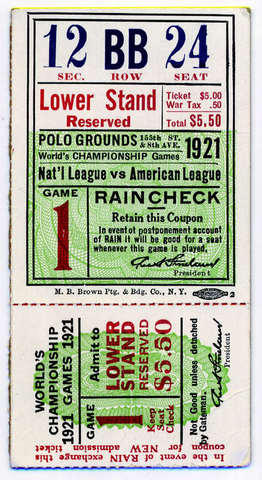 12 BB 24
SEC. ROW SEAT
Lower Stand
Reserved
Ticket $5.00
War Tax .50
Total $5.50
POLO GROUNDS 155th ST. & 8th AVE.
World's CHAMPIONSHIP Games
1921
Nat'l League vs American League
GAME
1
RAIN CHECK
Retain this Coupon
In event of postponement account
of RAIN it will be good for a seat
whenever this game is played.
President
M. B. Brown Ptg. & Bdg. Co., N. Y.
2
WORLD'S
CHAMPIONSHIP
1921 GAMES 1921
GAME
1
Admit to
LOWER
STAND
RESERVED
$5.50
Keep
Seat
Check
Not Good unless detached
by Gateman.
President
In the event of RAIN exchange this
coupon for NEW admission ticket.